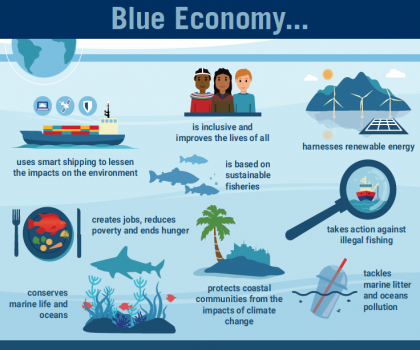 Blue Economy...
is inclusive and
improves the lives of all
harnesses renewable energy
uses smart shipping to lessen
the impacts on the environment
is based on
sustainable
fisheries
takes action against
illegal fishing
creates jobs, reduces
poverty and ends hunger
conserves
marine life and
oceans
protects coastal
communities from the
impacts of climate
change
tackles
marine litter
and oceans
pollution